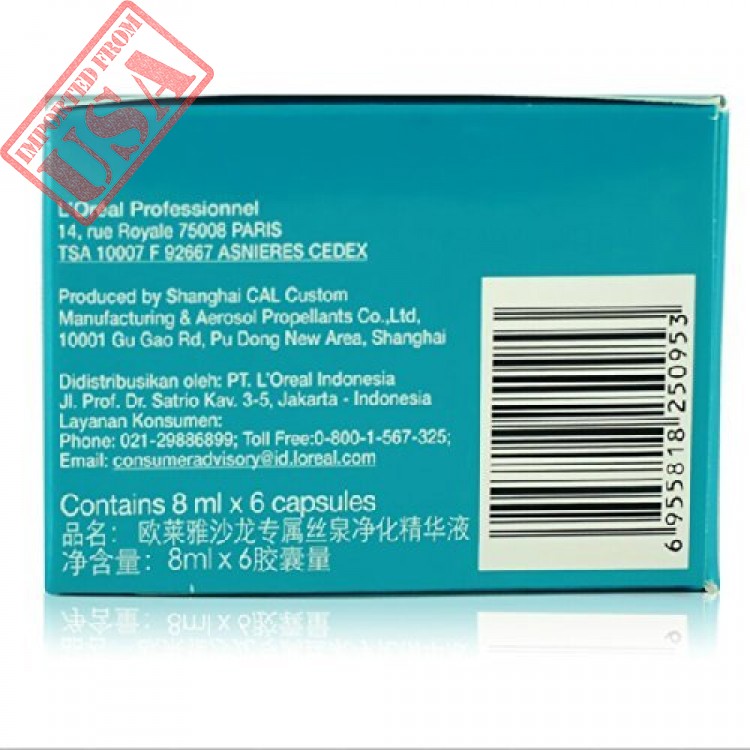 IMPORTED FROM
USA
L'Oréal Professionnel
14, rue Royale 75008 PARIS
TSA 10007 F 92667 ASNIERES CEDEX
Produced by Shanghai CAL Custom
Manufacturing & Aerosol Propellants Co.,Ltd,
10001 Gu Gao Rd, Pu Dong New Area, Shanghai
Didistribusikan oleh: PT. L'Oreal Indonesia
Jl. Prof. Dr. Satrio Kav. 3-5, Jakarta - Indonesia
Layanan Konsumen:
Phone: 021-29886899; Toll Free:0-800-1-567-325;
Email: consumeradvisory@id.loreal.com
Contains 8 ml x 6 capsules
品名：欧莱雅沙龙专属丝泉净化精华液
净含量：8ml x 6胶囊量
6 955818 250953